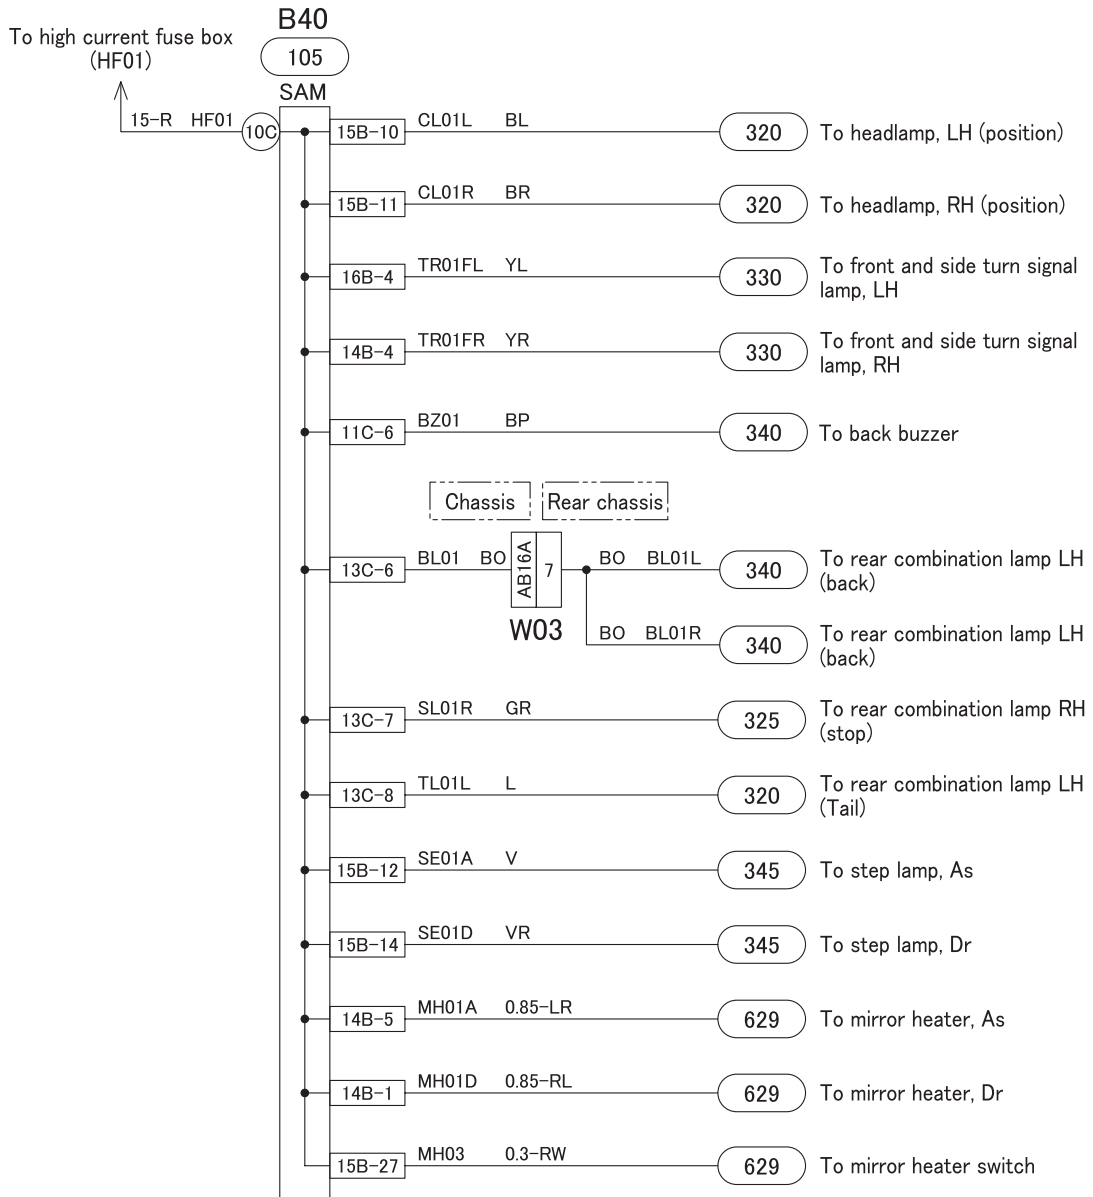 B40
To high current fuse box
(HF01)
105
SAM
15-R HF01 10C 15B-10 CL01L BL 320 To headlamp, LH (position)
15B-11 CL01R BR 320 To headlamp, RH (position)
16B-4 TR01FL YL 330 To front and side turn signal
lamp, LH
14B-4 TR01FR YR 330 To front and side turn signal
lamp, RH
11C-6 BZ01 BP 340 To back buzzer
Chassis Rear chassis
13C-6 BL01 BO AB16A 7 BO BL01L 340 To rear combination lamp LH
(back)
W03 BO BL01R 340 To rear combination lamp LH
(back)
13C-7 SL01R GR 325 To rear combination lamp RH
(stop)
13C-8 TL01L L 320 To rear combination lamp LH
(Tail)
15B-12 SE01A V 345 To step lamp, As
15B-14 SE01D VR 345 To step lamp, Dr
14B-5 MH01A 0.85-LR 629 To mirror heater, As
14B-1 MH01D 0.85-RL 629 To mirror heater, Dr
15B-27 MH03 0.3-RW 629 To mirror heater switch